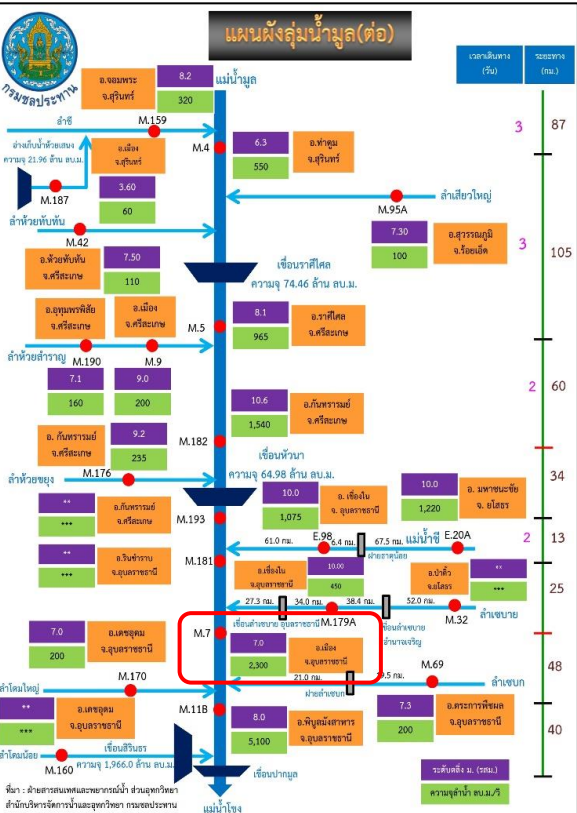 แผนผังลุ่มน้ำมูล(ต่อ)
กรมชลประทาน
เวลาเดินทาง
(วัน)
ระยะทาง
(กม.)
อ.จอมพระ
จ.สุรินทร์
8.2
320
แม่น้ำมูล
ลำชี
M.159
3
87
อ่างเก็บน้ำห้วยเสนง
ความจุ 21.96 ล้าน ลบ.ม.
อ.เมือง
จ.สุรินทร์
M.4
6.3
550
อ.ท่าตูม
จ.สุรินทร์
M.187
3.60
60
ลำเสียวใหญ่
M.95A
ลำห้วยทับทัน
M.42
7.30
100
อ.สุวรรณภูมิ
จ.ร้อยเอ็ด
3
105
อ.ห้วยทับทัน
จ.ศรีสะเกษ
7.50
110
เขื่อนราศีไศล
ความจุ 74.46 ล้าน ลบ.ม.
อ.อุทุมพรพิสัย
จ.ศรีสะเกษ
อ.เมือง
จ.ศรีสะเกษ
M.5
8.1
965
อ.ราศีไศล
จ.ศรีสะเกษ
ลำห้วยสำราญ
M.190
M.9
7.1
160
9.0
200
2
60
10.6
1,540
อ.กันทรารมย์
จ.ศรีสะเกษ
อ. กันทรารมย์
จ.ศรีสะเกษ
9.2
235
M.182
เขื่อนหัวนา
ความจุ 64.98 ล้าน ลบ.ม.
ลำห้วยขยุง
M.176
34
**
***
อ.กันทรารมย์
จ.ศรีสะเกษ
M.193
10.0
1,075
อ. เขื่องใน
จ. อุบลราชธานี
10.0
1,220
อ. มหาชนะชัย
จ. ยโสธร
**
***
อ.วารินชำราบ
จ.อุบลราชธานี
M.181
61.0 กม.
E.98
6.4 กม.
67.5 กม.
แม่น้ำชี
E.20A
ฝายธาตุน้อย
2
13
อ.เขื่องใน
จ.อุบลราชธานี
10.00
450
อ.ป่าติ้ว
จ.ยโสธร
**
***
25
27.3 กม.
34.0 กม.
38.4 กม.
52.0 กม.
ลำเซบาย
เขื่อนลำเซบาย อุบลราชธานี
M.179A
เขื่อนลำเซบาย
อำนาจเจริญ
M.32
7.0
200
อ.เดชอุดม
จ.อุบลราชธานี
M.7
7.0
2,300
อ.เมือง
จ.อุบลราชธานี
48
ลำโดมใหญ่
M.170
21.0 กม.
ฝายลำเซบก
M.69
ลำเซบก
**
***
อ.เดชอุดม
จ.อุบลราชธานี
M.11B
8.0
5,100
อ.พิบูลมังสาหาร
จ.อุบลราชธานี
7.3
200
อ.ตระการพืชผล
จ.อุบลราชธานี
40
ลำโดมน้อย
M.160
เขื่อนสิรินธร
ความจุ 1,966.0 ล้าน ลบ.ม.
เขื่อนปากมูล
แม่น้ำโขง
ระดับตลิ่ง ม. (รสม.)
ความจุลำน้ำ ลบ.ม./วิ
ที่มา : ฝ่ายสารสนเทศและพยากรณ์น้ำ ส่วนอุทกวิทยา
สำนักบริหารจัดการน้ำและอุทกวิทยา กรมชลประทาน